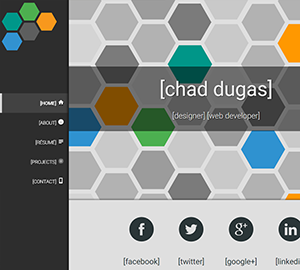 [HOME]
[ABOUT]
[RÉSUMÉ]
[PROJECTS]
[CONTACT]
[chad dugas]
[designer] [web developer]
f
g+
in
[facebook] [twitter] [google+] [linkedi